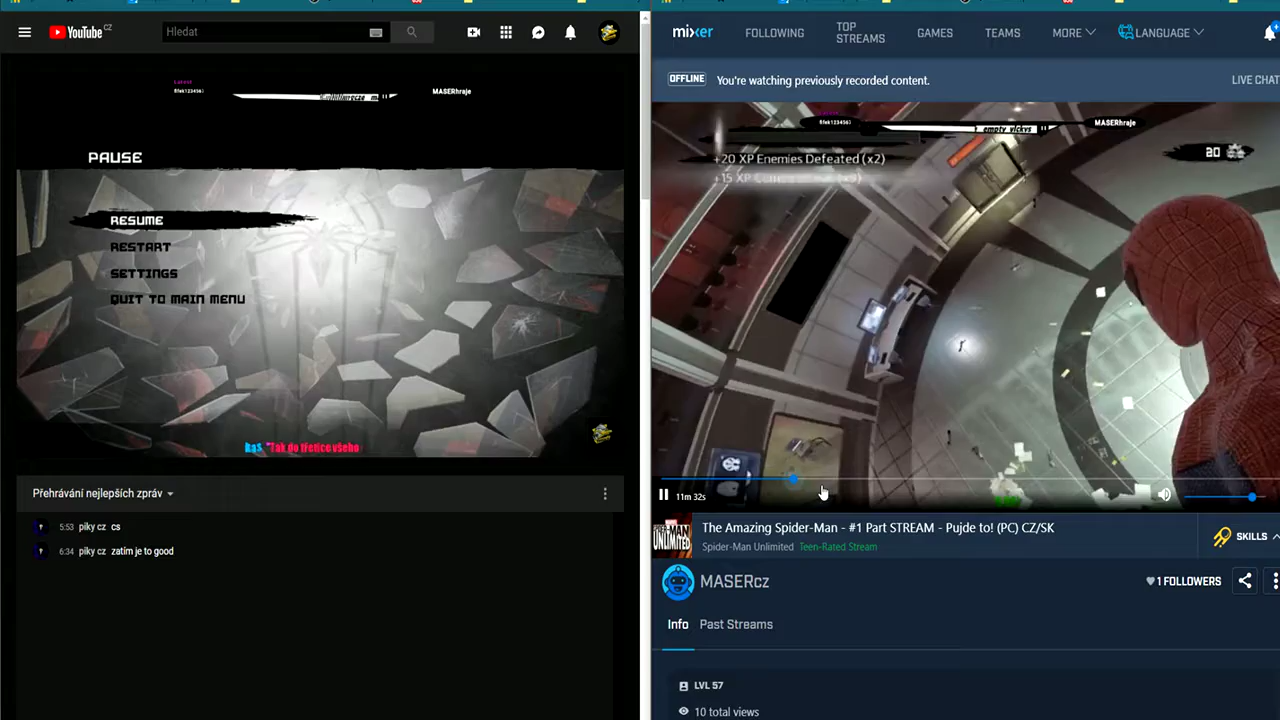 YouTube CZ
Hledat
Latest
fifek123456)
MASERhraje
PAUSE
RESUME
RESTART
SETTINGS
QUIT TO MAIN MENU
RaS "Tak do třetice všeho
Přehrávání nejlepších zpráv
5:53 piky cz cs
6:34 piky cz zatím je to good
mixer
FOLLOWING
TOP STREAMS
GAMES
TEAMS
MORE
LANGUAGE
OFFLINE
You're watching previously recorded content.
LIVE CHAT
MASERhraje
+20 XP Enemies Defeated (x2)
20
11m 32s
The Amazing Spider-Man - #1 Part STREAM - Pujde to! (PC) CZ/SK
Spider-Man Unlimited Teen-Rated Stream
SKILLS
MASERcz
1 FOLLOWERS
Info
Past Streams
LVL 57
10 total views